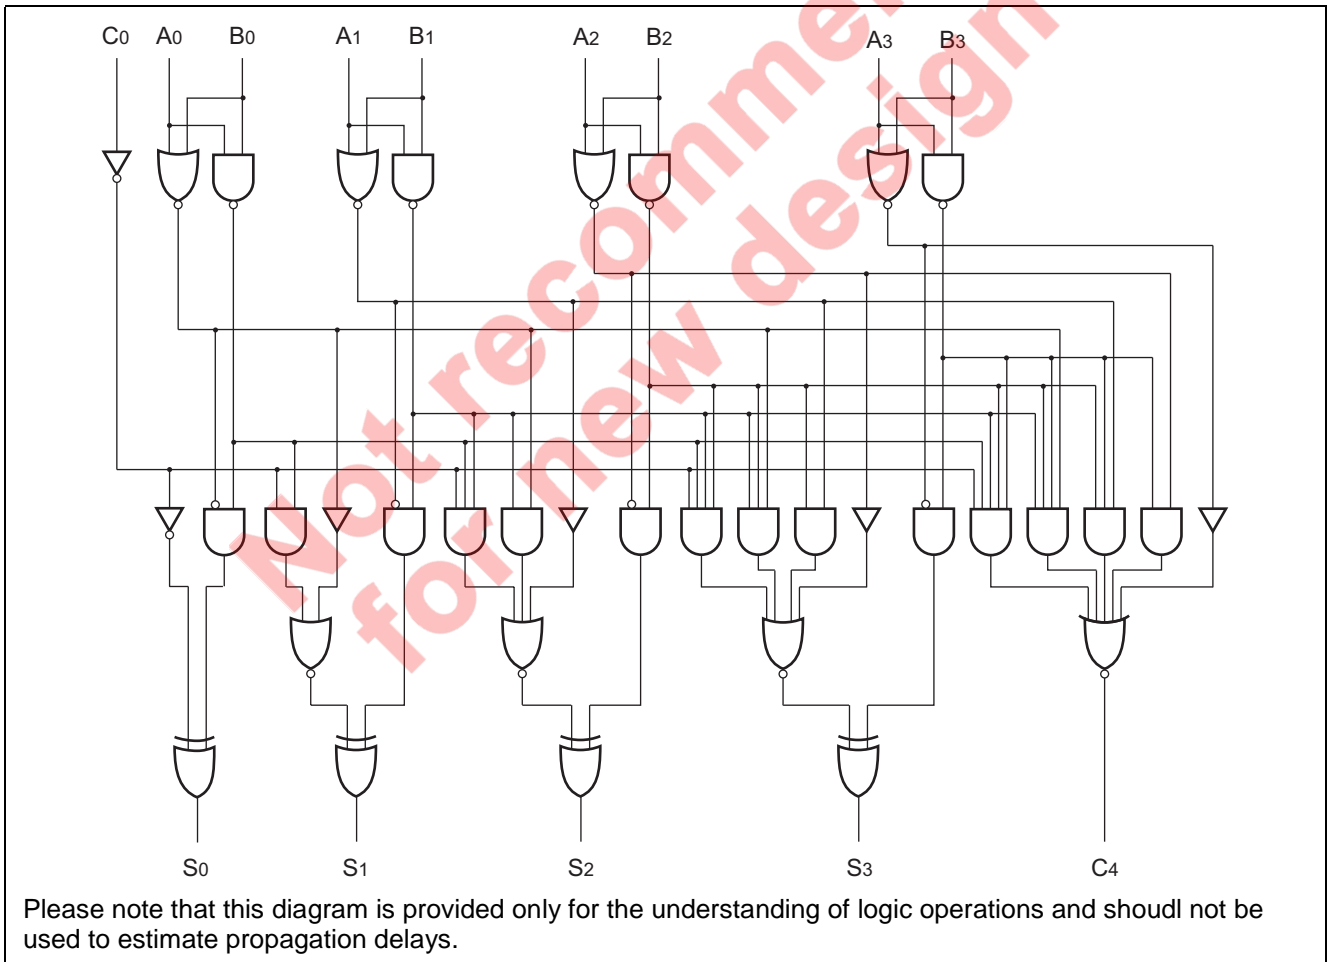 C0 A0 B0 A1 B1 A2 B2 A3 B3
Not recomme
for new design
S0 S1 S2 S3 C4
Please note that this diagram is provided only for the understanding of logic operations and shoudl not be
used to estimate propagation delays.